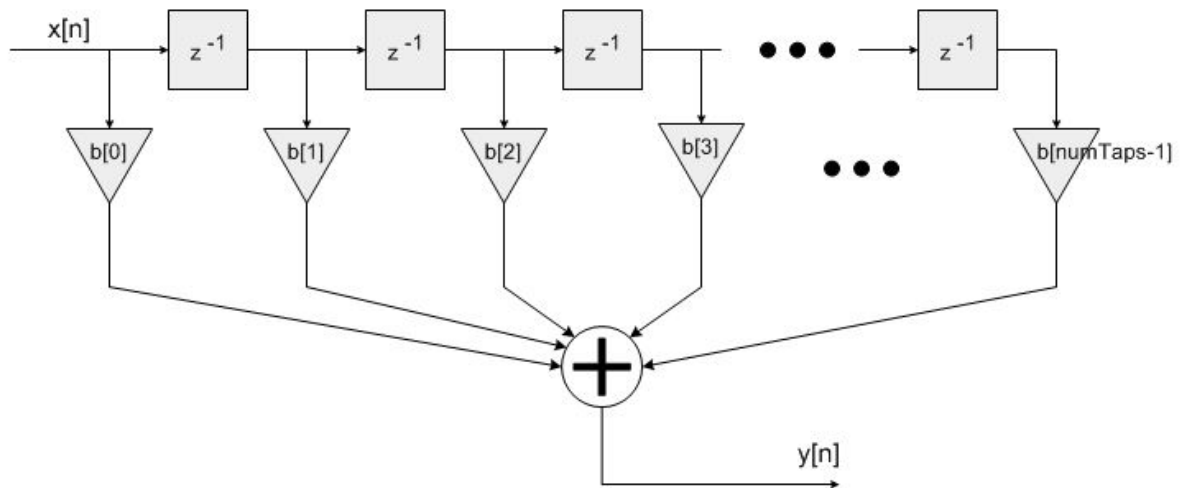 x[n]
z⁻¹
z⁻¹
z⁻¹
z⁻¹
b[0]
b[1]
b[2]
b[3]
b[numTaps-1]
y[n]